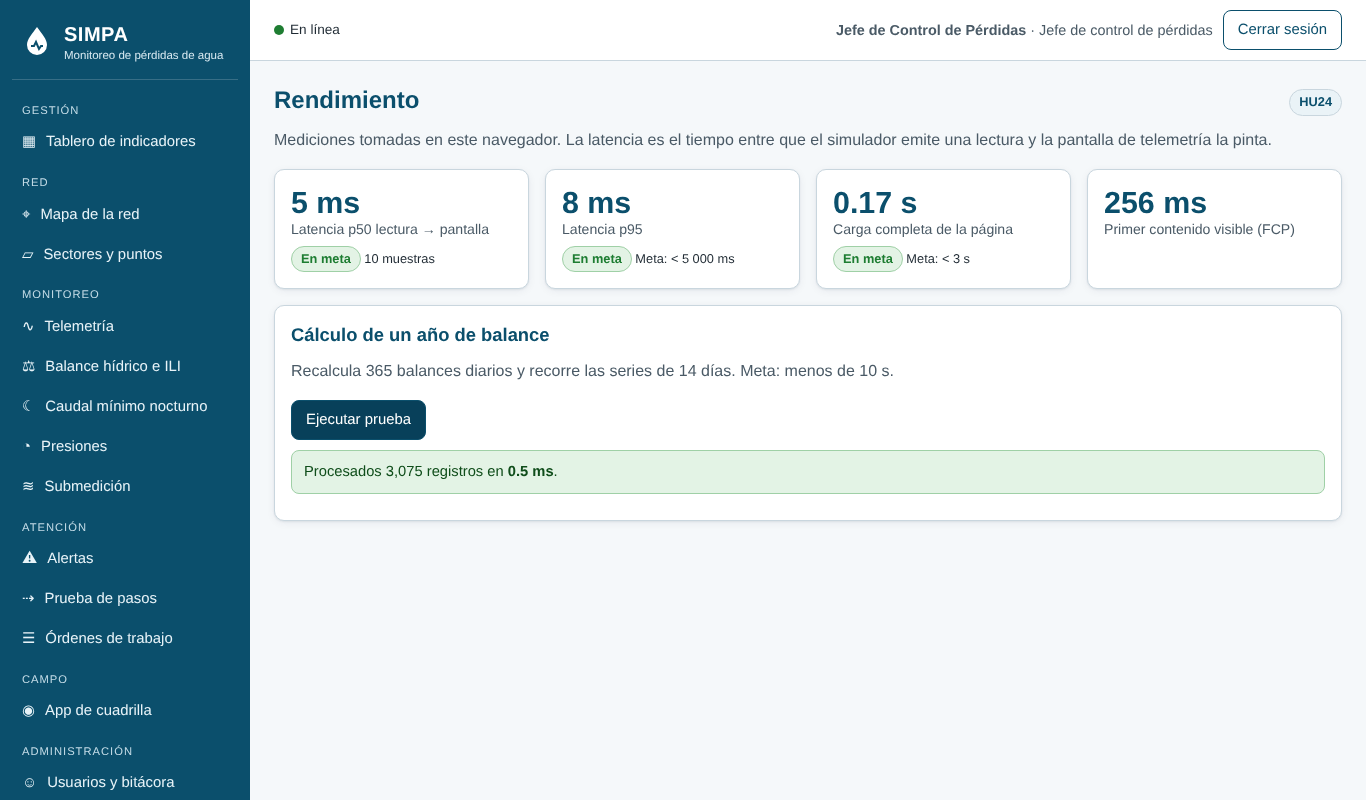 SIMPA
Monitoreo de pérdidas de agua
GESTIÓN
Tablero de indicadores
RED
Mapa de la red
Sectores y puntos
MONITOREO
Telemetría
Balance hídrico e ILI
Caudal mínimo nocturno
Presiones
Submedición
ATENCIÓN
Alertas
Prueba de pasos
Órdenes de trabajo
CAMPO
App de cuadrilla
ADMINISTRACIÓN
Usuarios y bitácora
En línea
Jefe de Control de Pérdidas · Jefe de control de pérdidas
Cerrar sesión
Rendimiento
HU24
Mediciones tomadas en este navegador. La latencia es el tiempo entre que el simulador emite una lectura y la pantalla de telemetría la pinta.
5 ms
Latencia p50 lectura → pantalla
En meta 10 muestras
8 ms
Latencia p95
En meta Meta: < 5 000 ms
0.17 s
Carga completa de la página
En meta Meta: < 3 s
256 ms
Primer contenido visible (FCP)
Cálculo de un año de balance
Recalcula 365 balances diarios y recorre las series de 14 días. Meta: menos de 10 s.
Ejecutar prueba
Procesados 3,075 registros en 0.5 ms.